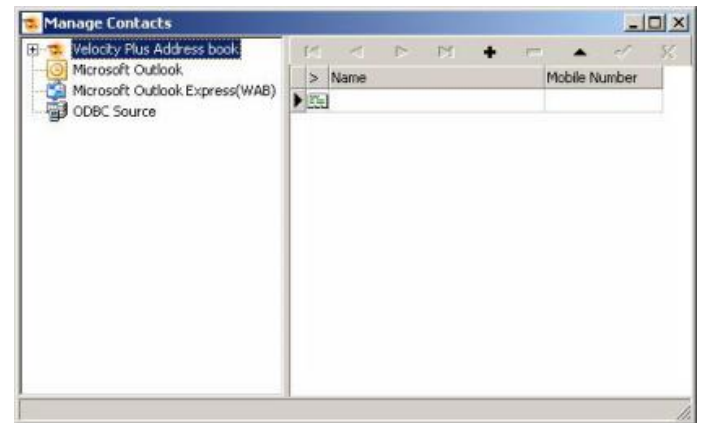 Manage Contacts
Velocity Plus Address book
Microsoft Outlook
Microsoft Outlook Express(WAB)
ODBC Source
> Name Mobile Number